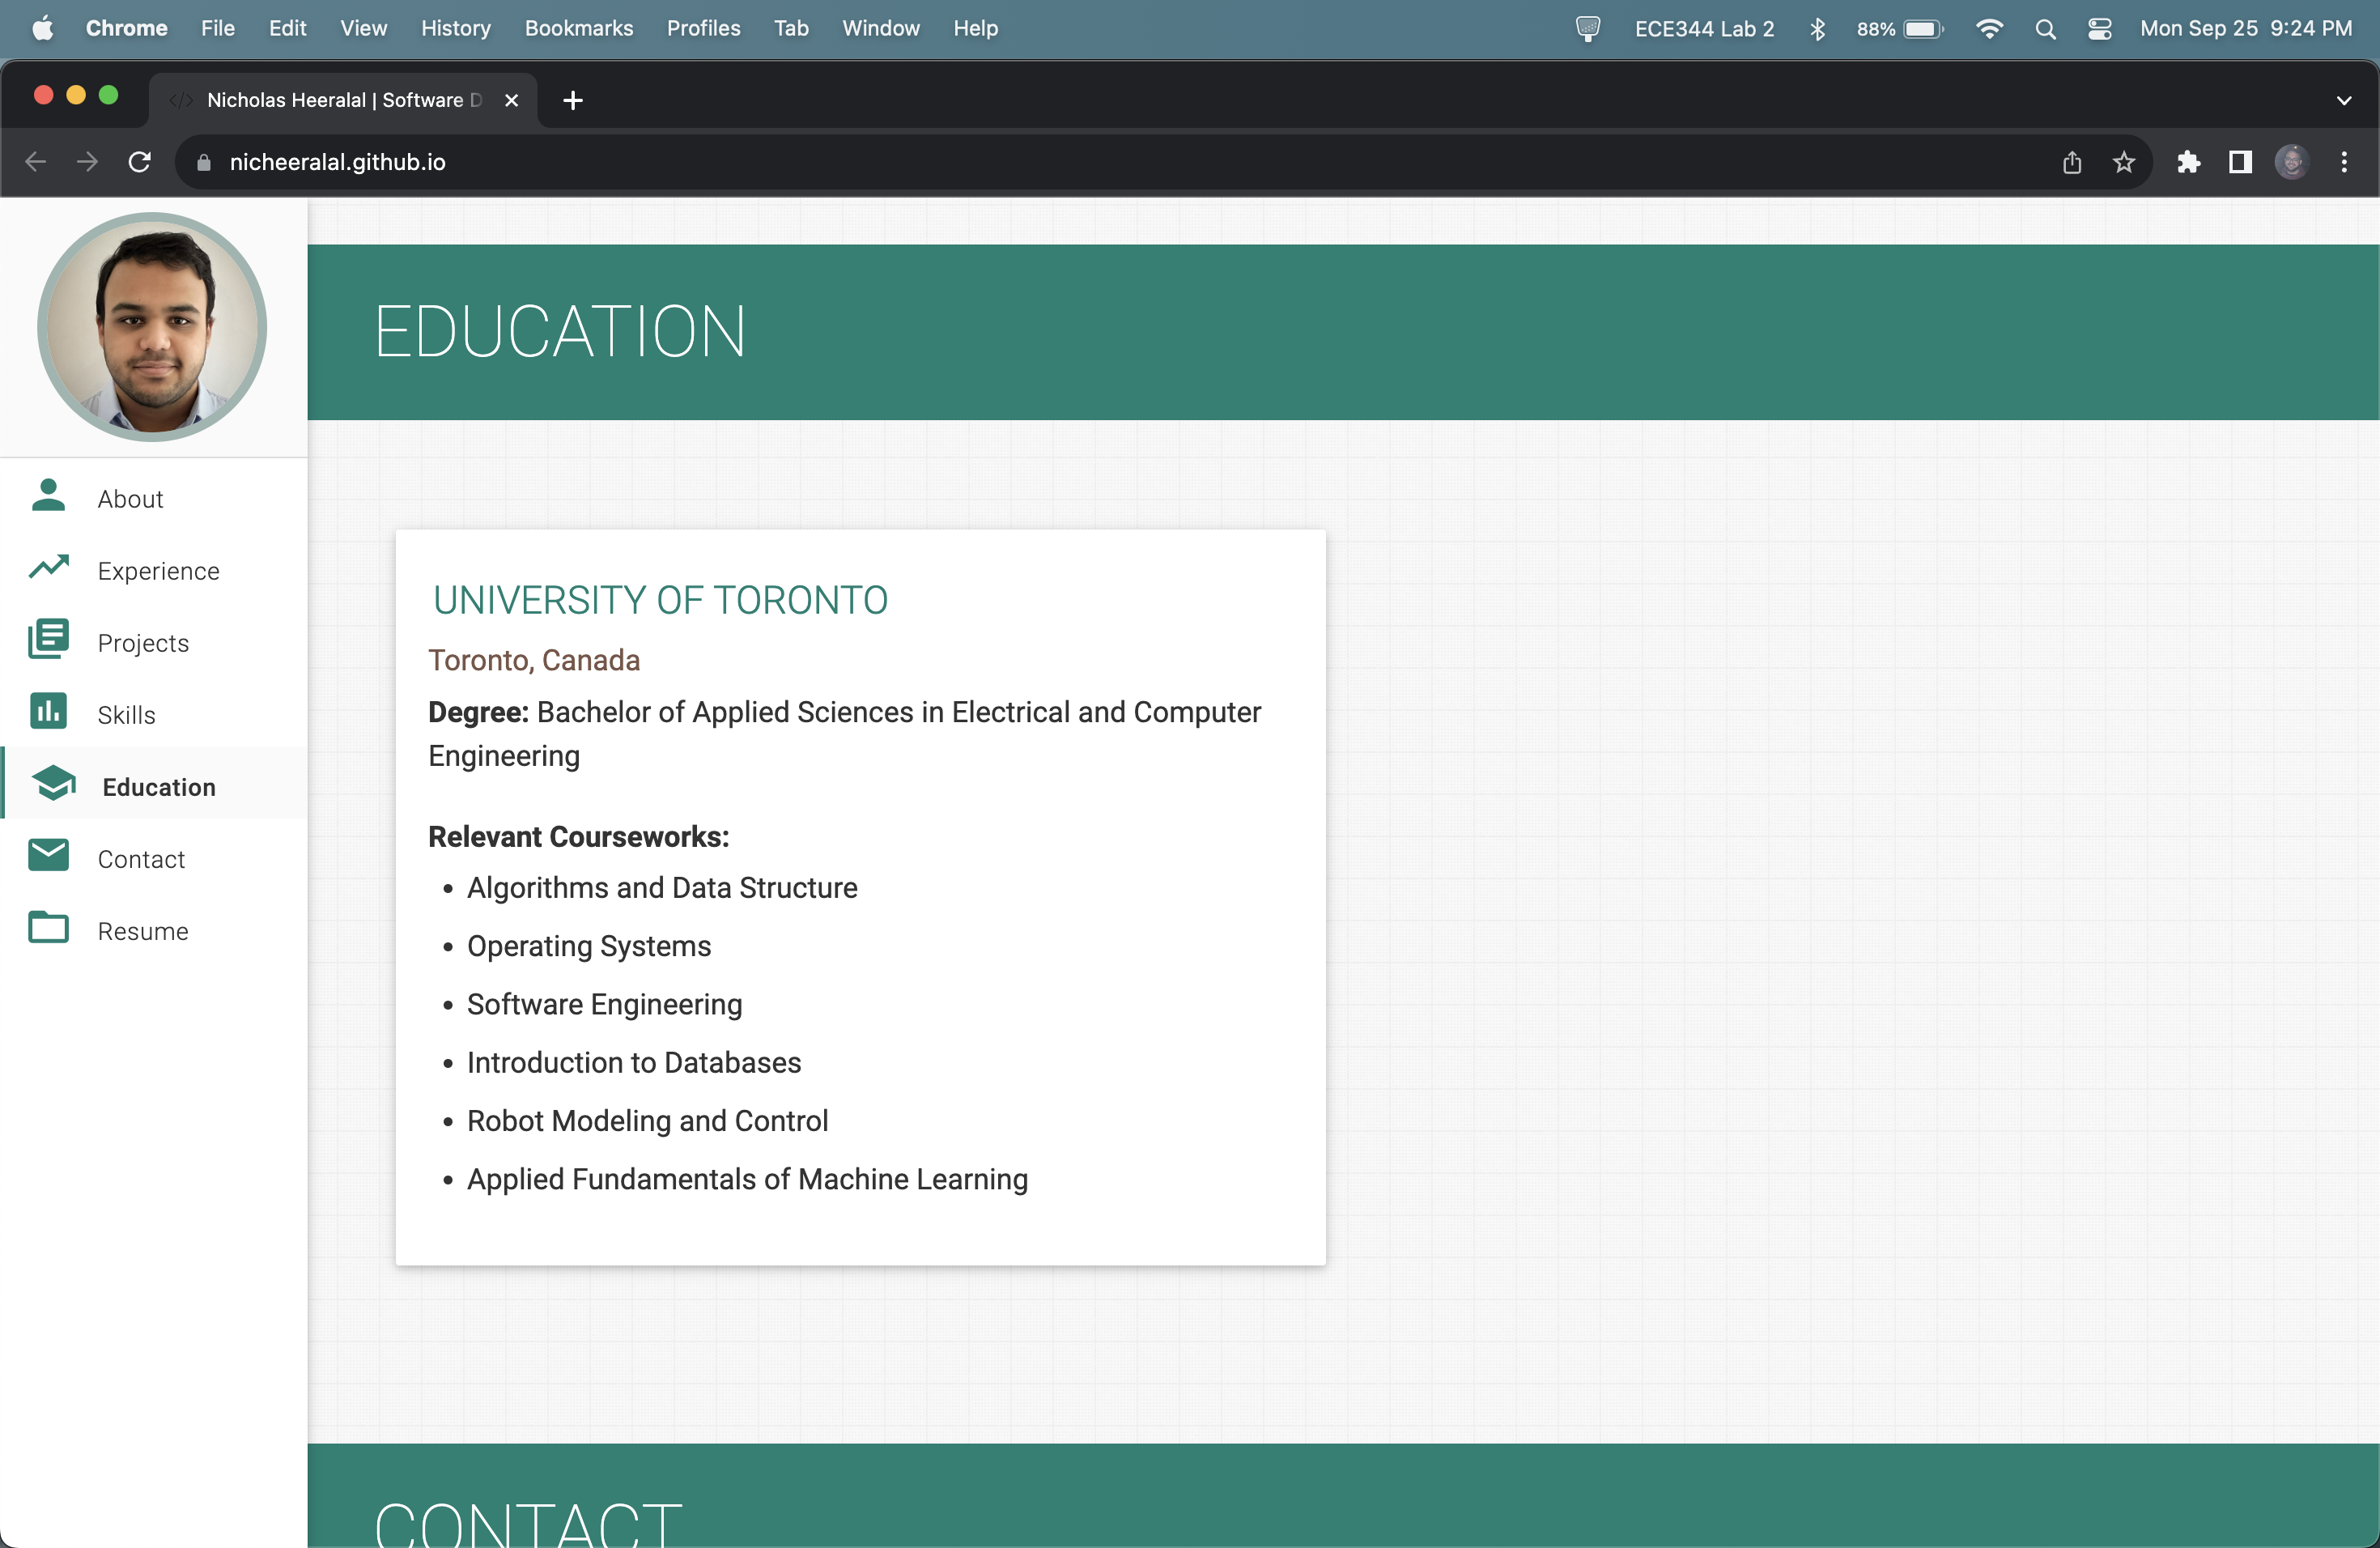 Chrome File Edit View History Bookmarks Profiles Tab Window Help ECE344 Lab 2 88% Mon Sep 25 9:24 PM
Nicholas Heeralal | Software D
nicheeralal.github.io
EDUCATION
About
Experience
Projects
Skills
Education
Contact
Resume
UNIVERSITY OF TORONTO
Toronto, Canada
Degree: Bachelor of Applied Sciences in Electrical and Computer
Engineering
Relevant Courseworks:
• Algorithms and Data Structure
• Operating Systems
• Software Engineering
• Introduction to Databases
• Robot Modeling and Control
• Applied Fundamentals of Machine Learning
CONTACT